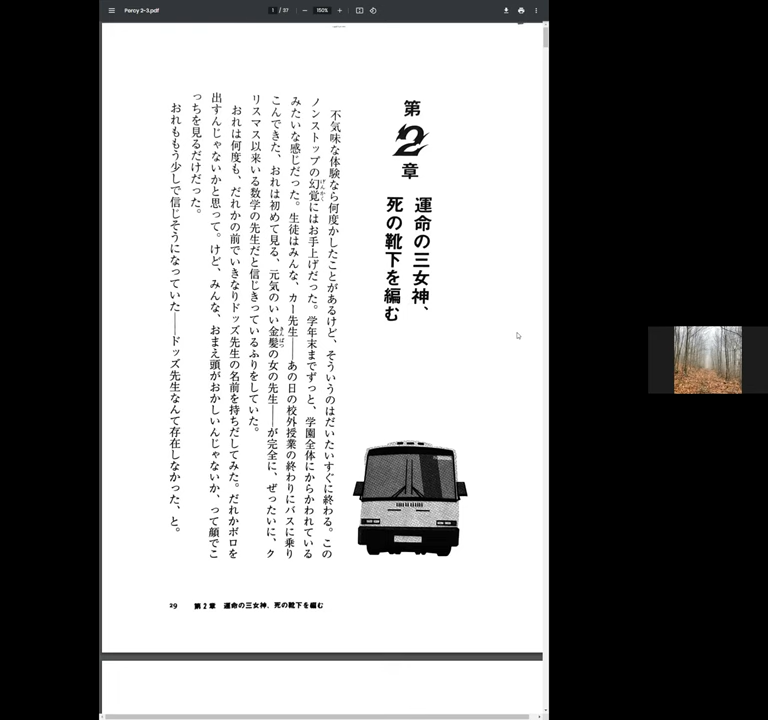 Percy 2-3.pdf
1 / 37
150%
第2章
運命の三女神、
死の靴下を編む
不気味な体験なら何度かしたことがあるけど、そういうのはだいたいすぐに終わる。この
ノンストップの幻覚にはお手上げだった。学年末までずっと、学園全体にからかわれている
げんかく
みたいな感じだった。生徒はみんな、カー先生――あの日の校外授業の終わりにバスに乗り
こんできた、おれは初めて見る、元気のいい金髪の女の先生――が完全に、ぜったいに、ク
きんぱつ
リスマス以来いる数学の先生だと信じきっているふりをしていた。
おれは何度も、だれかの前でいきなりドッズ先生の名前を持ちだしてみた。だれかボロを
出すんじゃないかと思って。けど、みんな、おまえ頭がおかしいんじゃないか、って顔でこ
っちを見るだけだった。
おれももう少しで信じそうになっていた――ドッズ先生なんて存在しなかった、と。
29 第2章 運命の三女神、死の靴下を編む